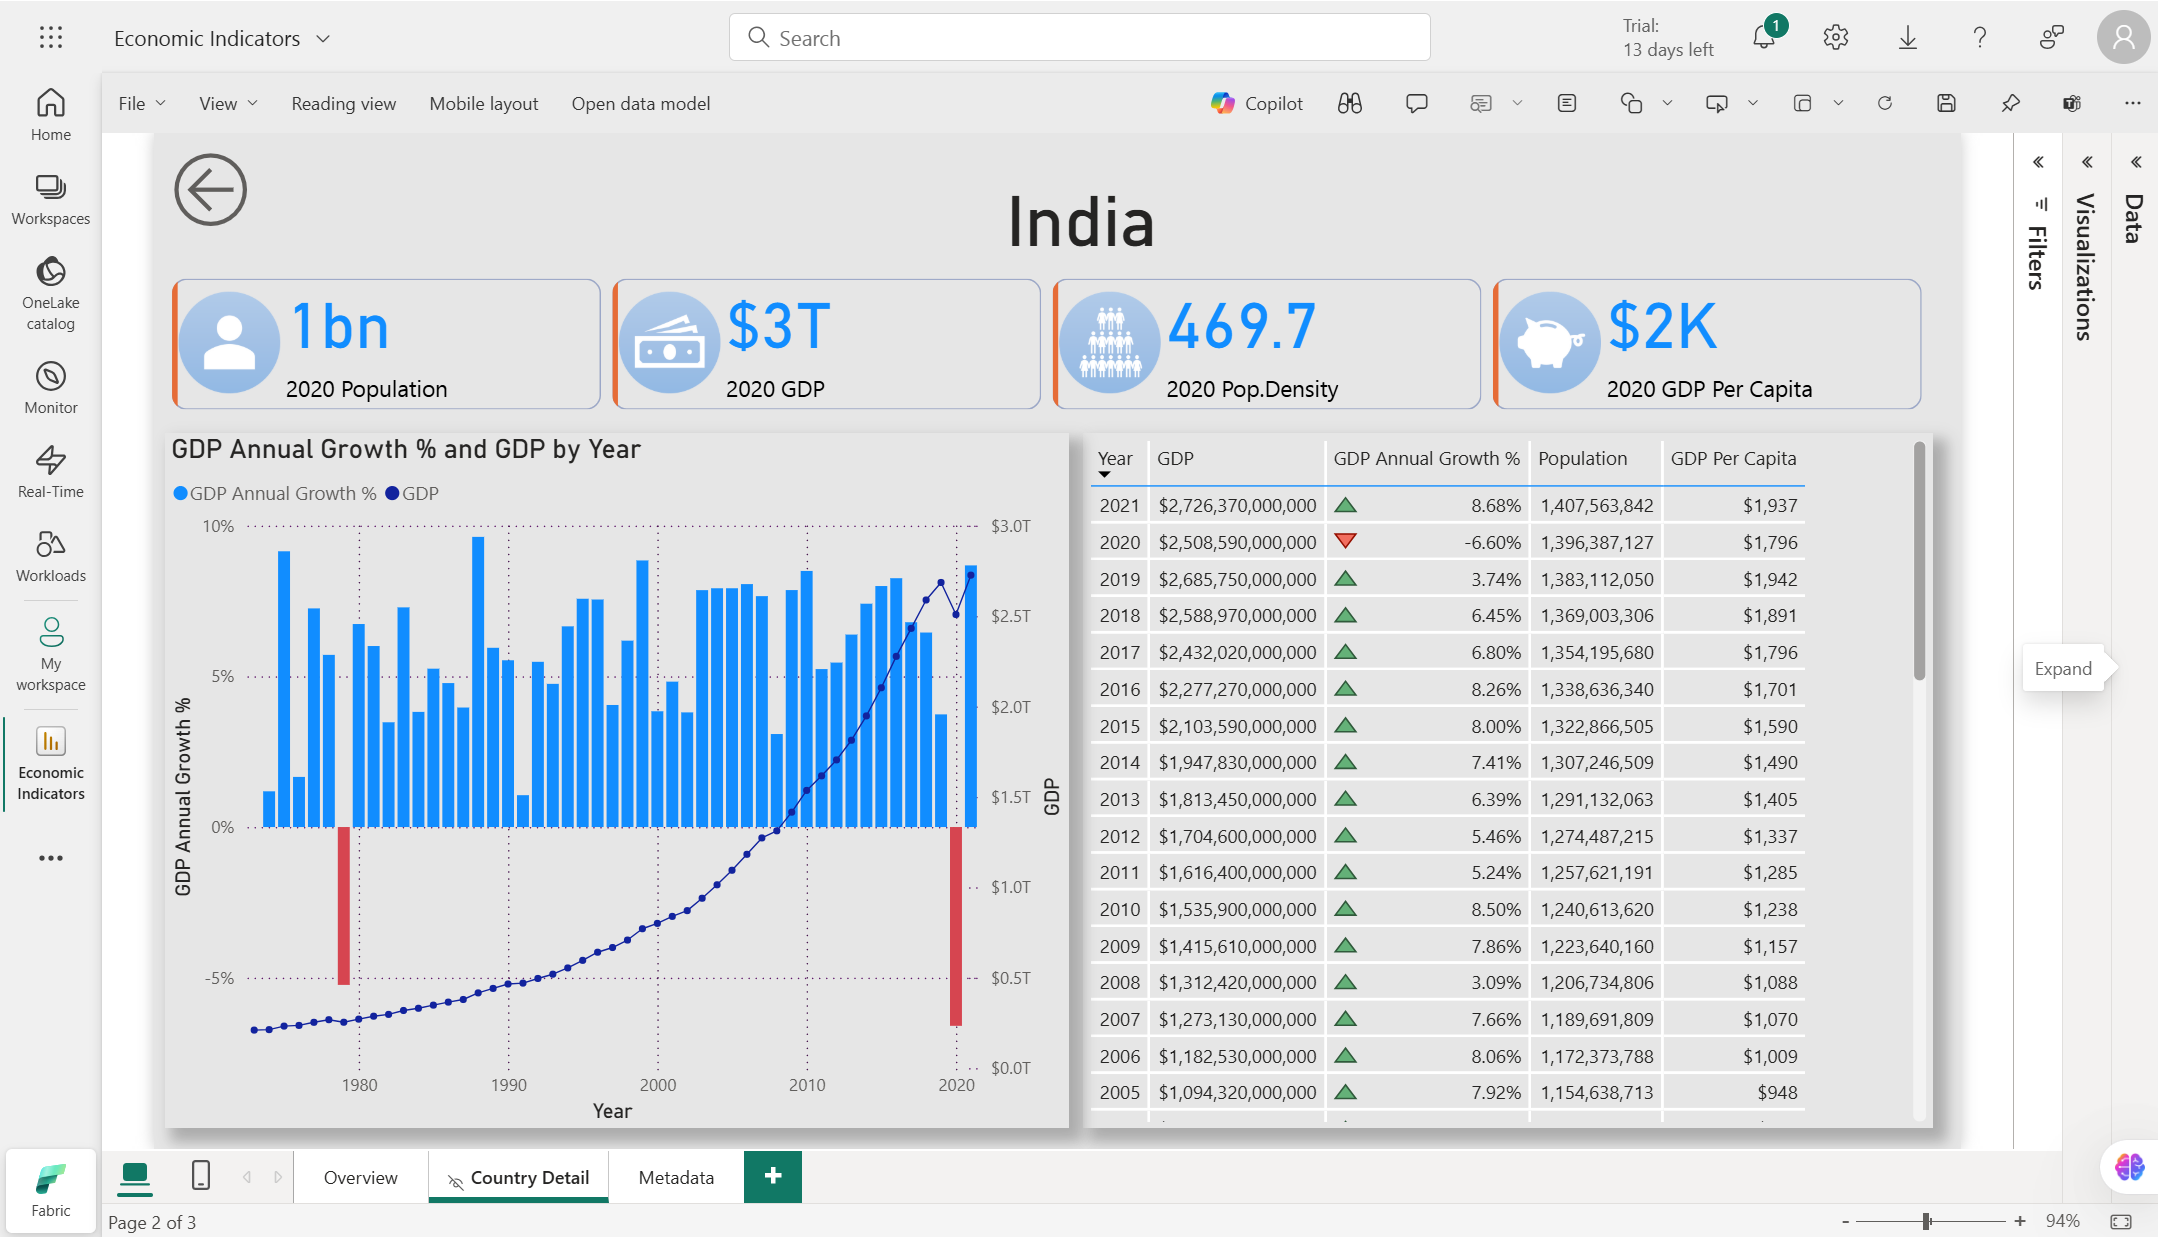 Economic Indicators
Search
Trial:
13 days left
1
Home
Workspaces
OneLake
catalog
Monitor
Real-Time
Workloads
My
workspace
Economic
Indicators
Fabric
File
View
Reading view
Mobile layout
Open data model
Copilot
India
1bn
2020 Population
$3T
2020 GDP
469.7
2020 Pop.Density
$2K
2020 GDP Per Capita
GDP Annual Growth % and GDP by Year
GDP Annual Growth % GDP
10%
5%
0%
-5%
GDP Annual Growth %
$3.0T
$2.5T
$2.0T
$1.5T
$1.0T
$0.5T
$0.0T
GDP
1980 1990 2000 2010 2020
Year
Year GDP GDP Annual Growth % Population GDP Per Capita
2021 $2,726,370,000,000 8.68% 1,407,563,842 $1,937
2020 $2,508,590,000,000 -6.60% 1,396,387,127 $1,796
2019 $2,685,750,000,000 3.74% 1,383,112,050 $1,942
2018 $2,588,970,000,000 6.45% 1,369,003,306 $1,891
2017 $2,432,020,000,000 6.80% 1,354,195,680 $1,796
2016 $2,277,270,000,000 8.26% 1,338,636,340 $1,701
2015 $2,103,590,000,000 8.00% 1,322,866,505 $1,590
2014 $1,947,830,000,000 7.41% 1,307,246,509 $1,490
2013 $1,813,450,000,000 6.39% 1,291,132,063 $1,405
2012 $1,704,600,000,000 5.46% 1,274,487,215 $1,337
2011 $1,616,400,000,000 5.24% 1,257,621,191 $1,285
2010 $1,535,900,000,000 8.50% 1,240,613,620 $1,238
2009 $1,415,610,000,000 7.86% 1,223,640,160 $1,157
2008 $1,312,420,000,000 3.09% 1,206,734,806 $1,088
2007 $1,273,130,000,000 7.66% 1,189,691,809 $1,070
2006 $1,182,530,000,000 8.06% 1,172,373,788 $1,009
2005 $1,094,320,000,000 7.92% 1,154,638,713 $948
Filters
Visualizations
Data
Expand
Overview
Country Detail
Metadata
+
Page 2 of 3
- + 94%